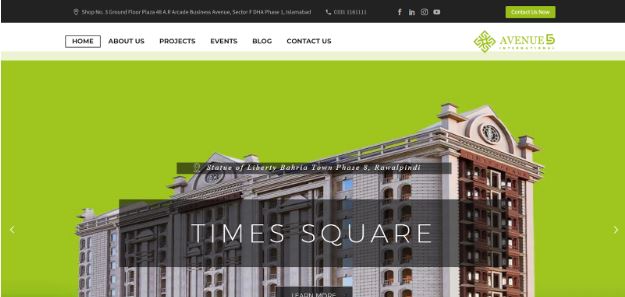 Shop No. 5 Ground Floor Plaza 48 A.R Arcade Business Avenue, Sector F DHA Phase 1, Islamabad
0331 1161111
Contact Us Now
HOME ABOUT US PROJECTS EVENTS BLOG CONTACT US
AVENUE5
INTERNATIONAL
Statue of Liberty Bahria Town Phase 8, Rawalpindi
TIMES SQUARE
LEARN MORE